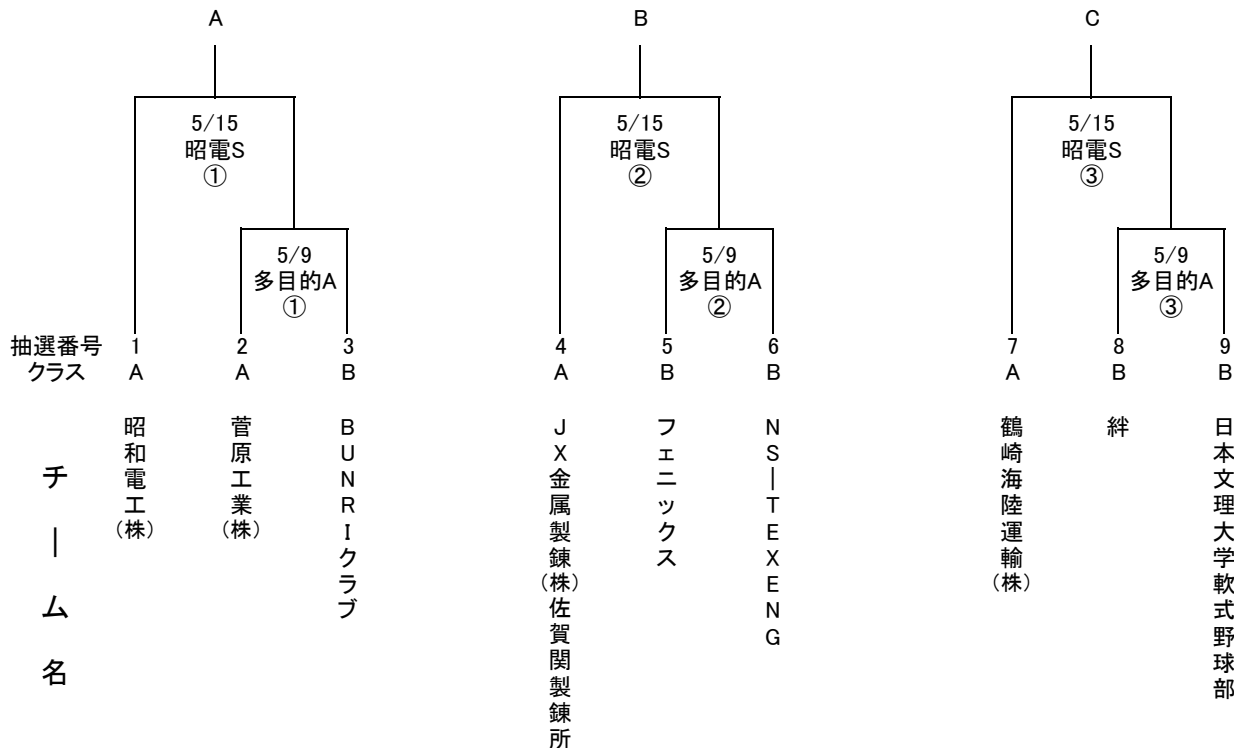 A
B
C
5/15
昭電S
①
5/15
昭電S
②
5/15
昭電S
③
5/9
多目的A
①
5/9
多目的A
②
5/9
多目的A
③
抽選番号 1 2 3 4 5 6 7 8 9
クラス A A B A B B A B B
チーム名
昭和電工(株)
菅原工業(株)
BUNRIクラブ
JX金属製錬(株)佐賀関製錬所
フェニックス
NS|TEXENG
鶴崎海陸運輸(株)
絆
日本文理大学軟式野球部